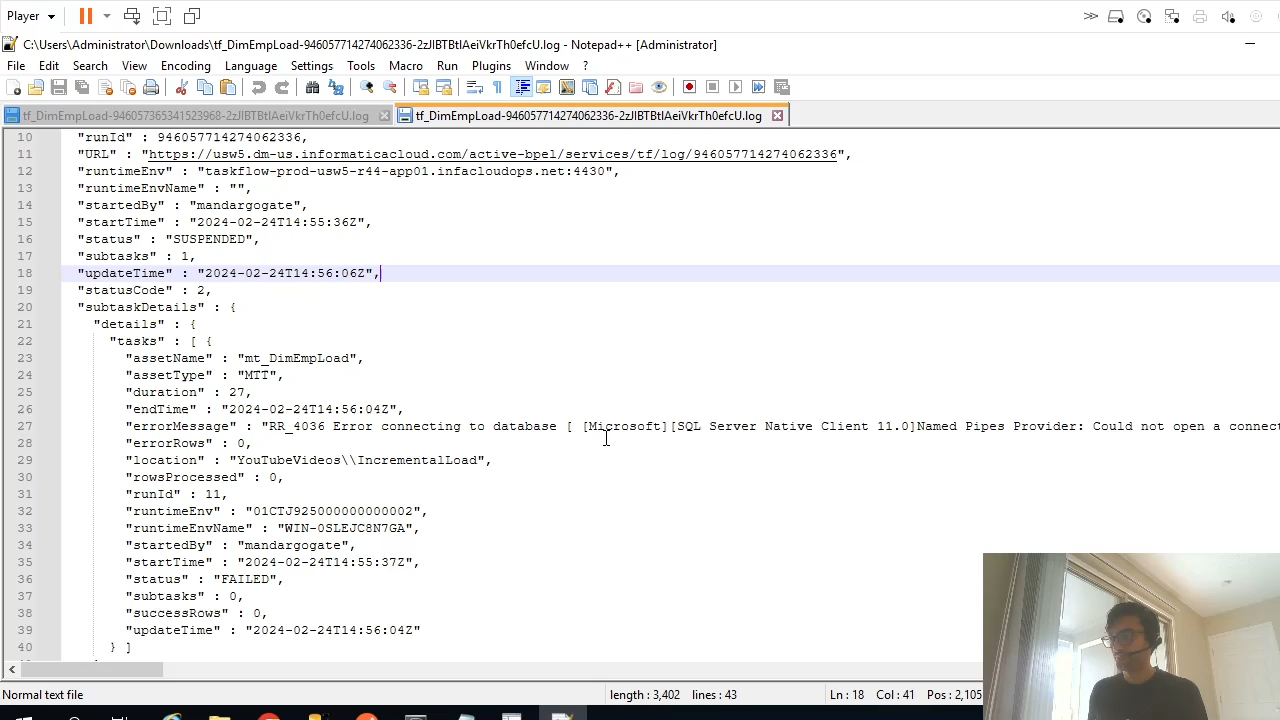 Player
C:\Users\Administrator\Downloads\tf_DimEmpLoad-946057714274062336-2zJlBTBtlAeiVkrTh0efcU.log - Notepad++ [Administrator]
File Edit Search View Encoding Language Settings Tools Macro Run Plugins Window ?
tf_DimEmpLoad-946057365341523968-2zJlBTBtlAeiVkrTh0efcU.log tf_DimEmpLoad-946057714274062336-2zJlBTBtlAeiVkrTh0efcU.log
10 "runId" : 946057714274062336,
11 "URL" : "https://usw5.dm-us.informaticacloud.com/active-bpel/services/tf/log/946057714274062336",
12 "runtimeEnv" : "taskflow-prod-usw5-r44-app01.infacloudops.net:4430",
13 "runtimeEnvName" : "",
14 "startedBy" : "mandargogate",
15 "startTime" : "2024-02-24T14:55:36Z",
16 "status" : "SUSPENDED",
17 "subtasks" : 1,
18 "updateTime" : "2024-02-24T14:56:06Z",
19 "statusCode" : 2,
20 "subtaskDetails" : {
21 "details" : {
22 "tasks" : [ {
23 "assetName" : "mt_DimEmpLoad",
24 "assetType" : "MTT",
25 "duration" : 27,
26 "endTime" : "2024-02-24T14:56:04Z",
27 "errorMessage" : "RR_4036 Error connecting to database [ [Microsoft][SQL Server Native Client 11.0]Named Pipes Provider: Could not open a connect
28 "errorRows" : 0,
29 "location" : "YouTubeVideos\\IncrementalLoad",
30 "rowsProcessed" : 0,
31 "runId" : 11,
32 "runtimeEnv" : "01CTJ925000000000002",
33 "runtimeEnvName" : "WIN-0SLEJC8N7GA",
34 "startedBy" : "mandargogate",
35 "startTime" : "2024-02-24T14:55:37Z",
36 "status" : "FAILED",
37 "subtasks" : 0,
38 "successRows" : 0,
39 "updateTime" : "2024-02-24T14:56:04Z"
40 } ]
Normal text file length : 3,402 lines : 43 Ln : 18 Col : 41 Pos : 2,105